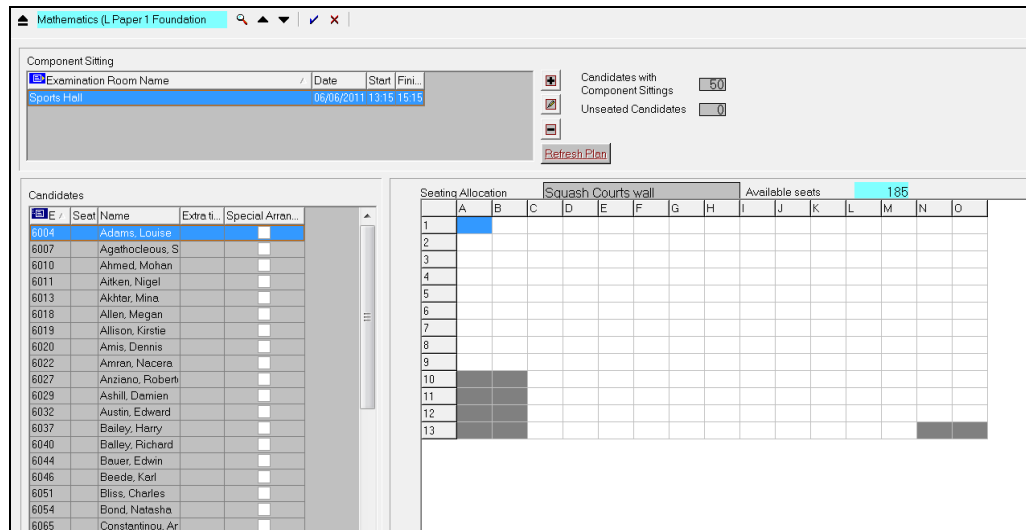 Mathematics (L Paper 1 Foundation
Component Sitting
Examination Room Name / Date Start Fini...
Sports Hall 06/06/2011 13:15 15:15
Candidates with
Component Sittings 50
Unseated Candidates 0
Refresh Plan
Candidates
E / Seat Name Extra ti... Special Arran...
6004 Adams, Louise
6007 Agathocleous, S
6010 Ahmed, Mohan
6011 Aitken, Nigel
6013 Akhtar, Mina
6018 Allen, Megan
6019 Allison, Kirstie
6020 Amis, Dennis
6022 Amran, Nacera
6027 Anziano, Robert
6029 Ashill, Damien
6032 Austin, Edward
6037 Bailey, Harry
6040 Balley, Richard
6044 Bauer, Edwin
6046 Beede, Karl
6051 Bliss, Charles
6054 Bond, Natasha
6065 Constantinou, Ar
Seating Allocation Squash Courts wall Available seats 185
A B C D E F G H I J K L M N O
1
2
3
4
5
6
7
8
9
10
11
12
13